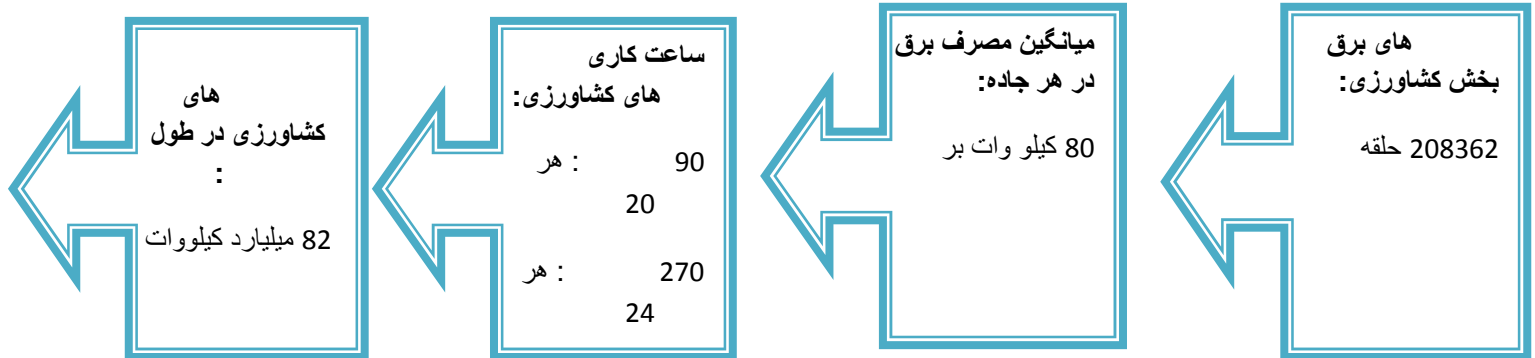 های برق
بخش کشاورزی:
208362 حلقه
میانگین مصرف برق
در هر جاده:
80 کیلو وات بر
ساعت کاری
های کشاورزی:
90 : هر
20
270 : هر
24
های
کشاورزی در طول
:
82 میلیارد کیلووات